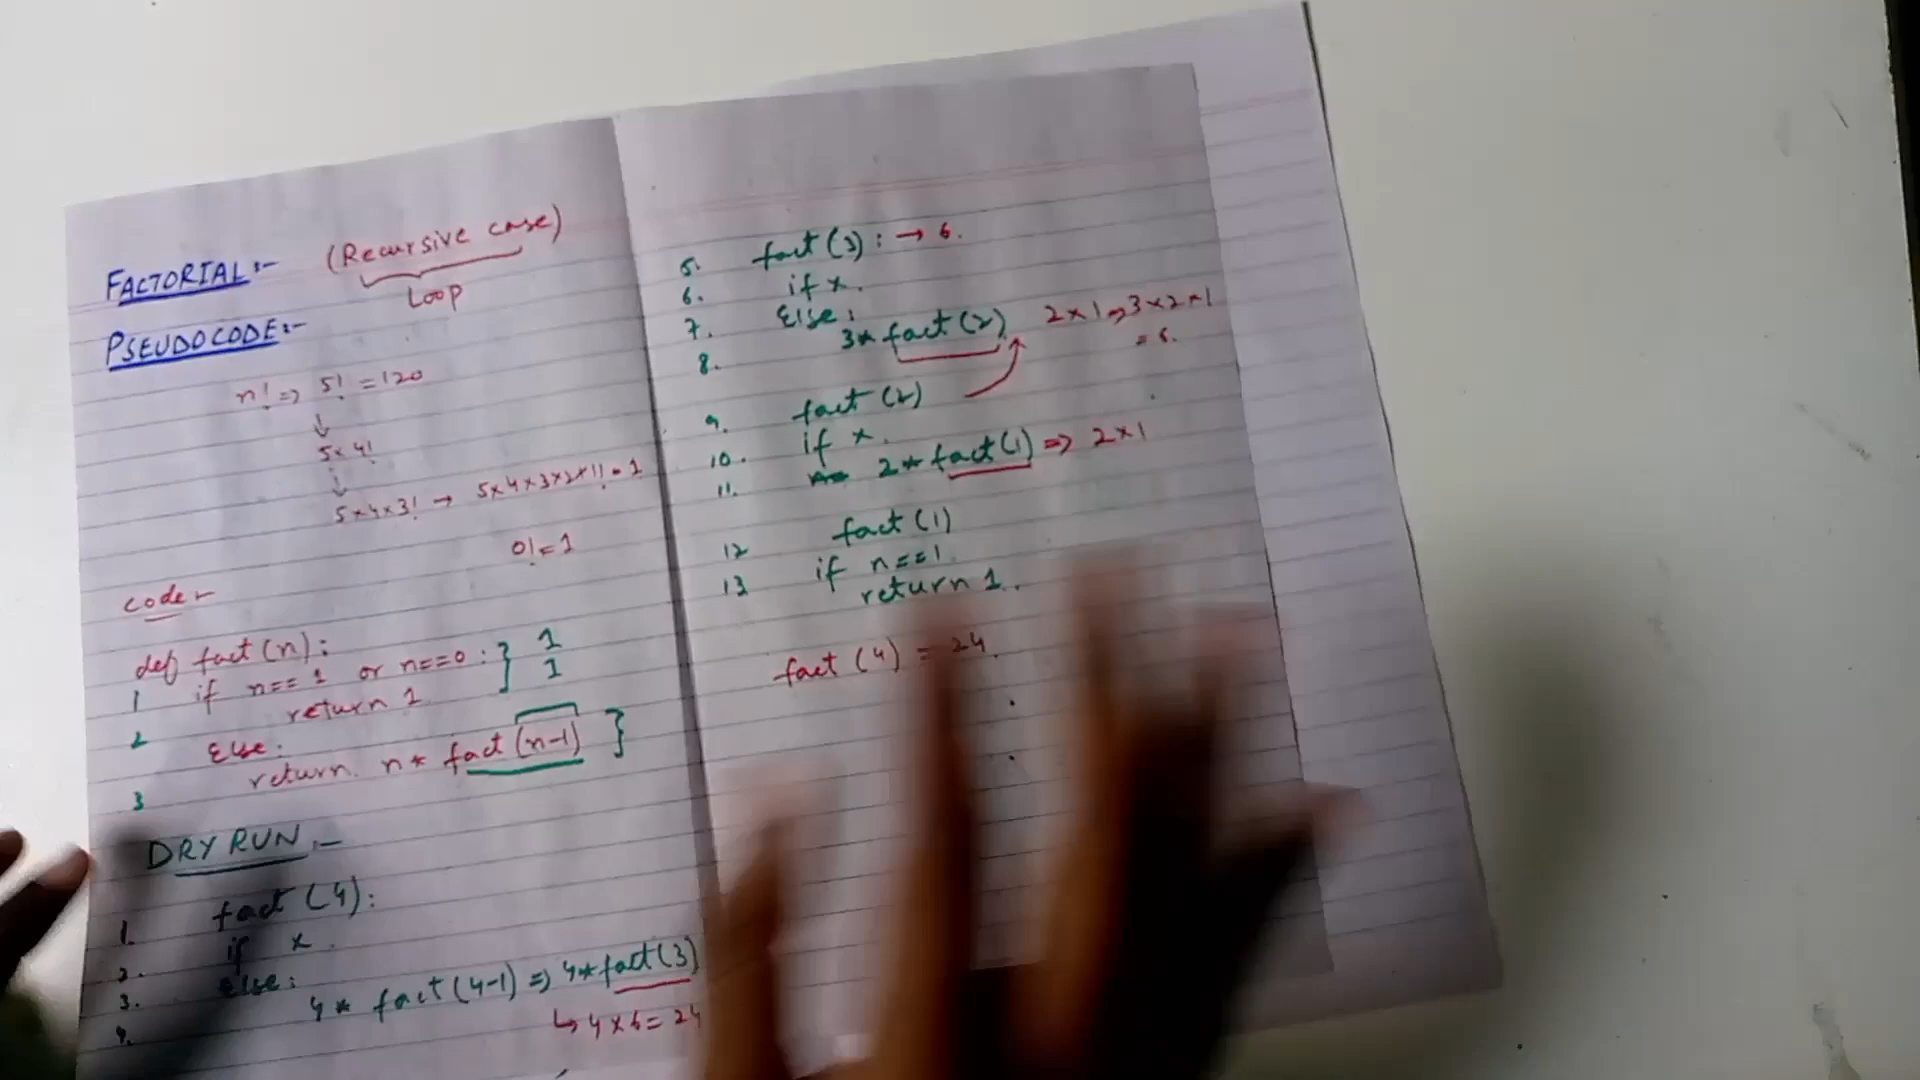 FACTORIAL:- (Recursive case)
Loop
PSEUDOCODE:-
n! => 5! = 120
↓
5x4!
↓
5x4x3! → 5x4x3x2x1! = 1
0! = 1
code -
def fact(n):
1 if n==1 or n==0 : } 1
return 1 1
2 Else:
return n* fact(n-1) }
3
DRY RUN :-
1. fact (4):
2. if x.
3. else:
4. 4* fact(4-1) => 4*fact(3)
↳ 4x6=24
5. fact (3) : → 6.
6. if x.
7. Else:
8. 3* fact(2) 2x1 => 3x2x1
= 6.
9. fact (2)
10. if x.
11. 2*fact(1) => 2x1
12 fact (1)
13 if n==1
return 1.
fact (4) = 24.